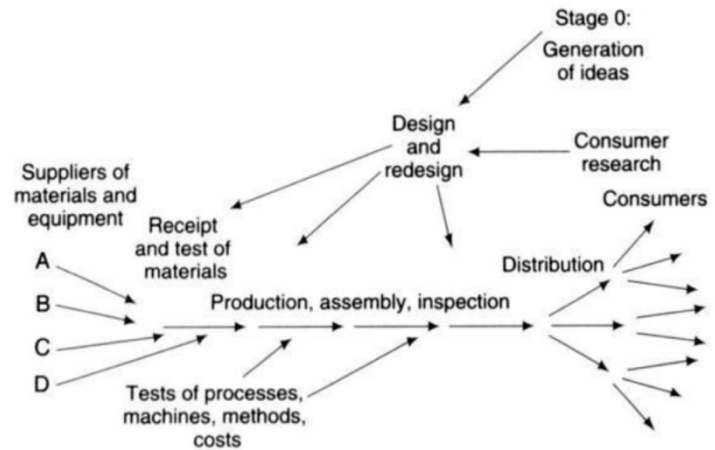 Stage 0:
Generation
of ideas
Design
and
redesign
Consumer
research
Suppliers of
materials and
equipment
Consumers
Receipt
and test of
materials
A
Distribution
B
Production, assembly, inspection
C
D
Tests of processes,
machines, methods,
costs